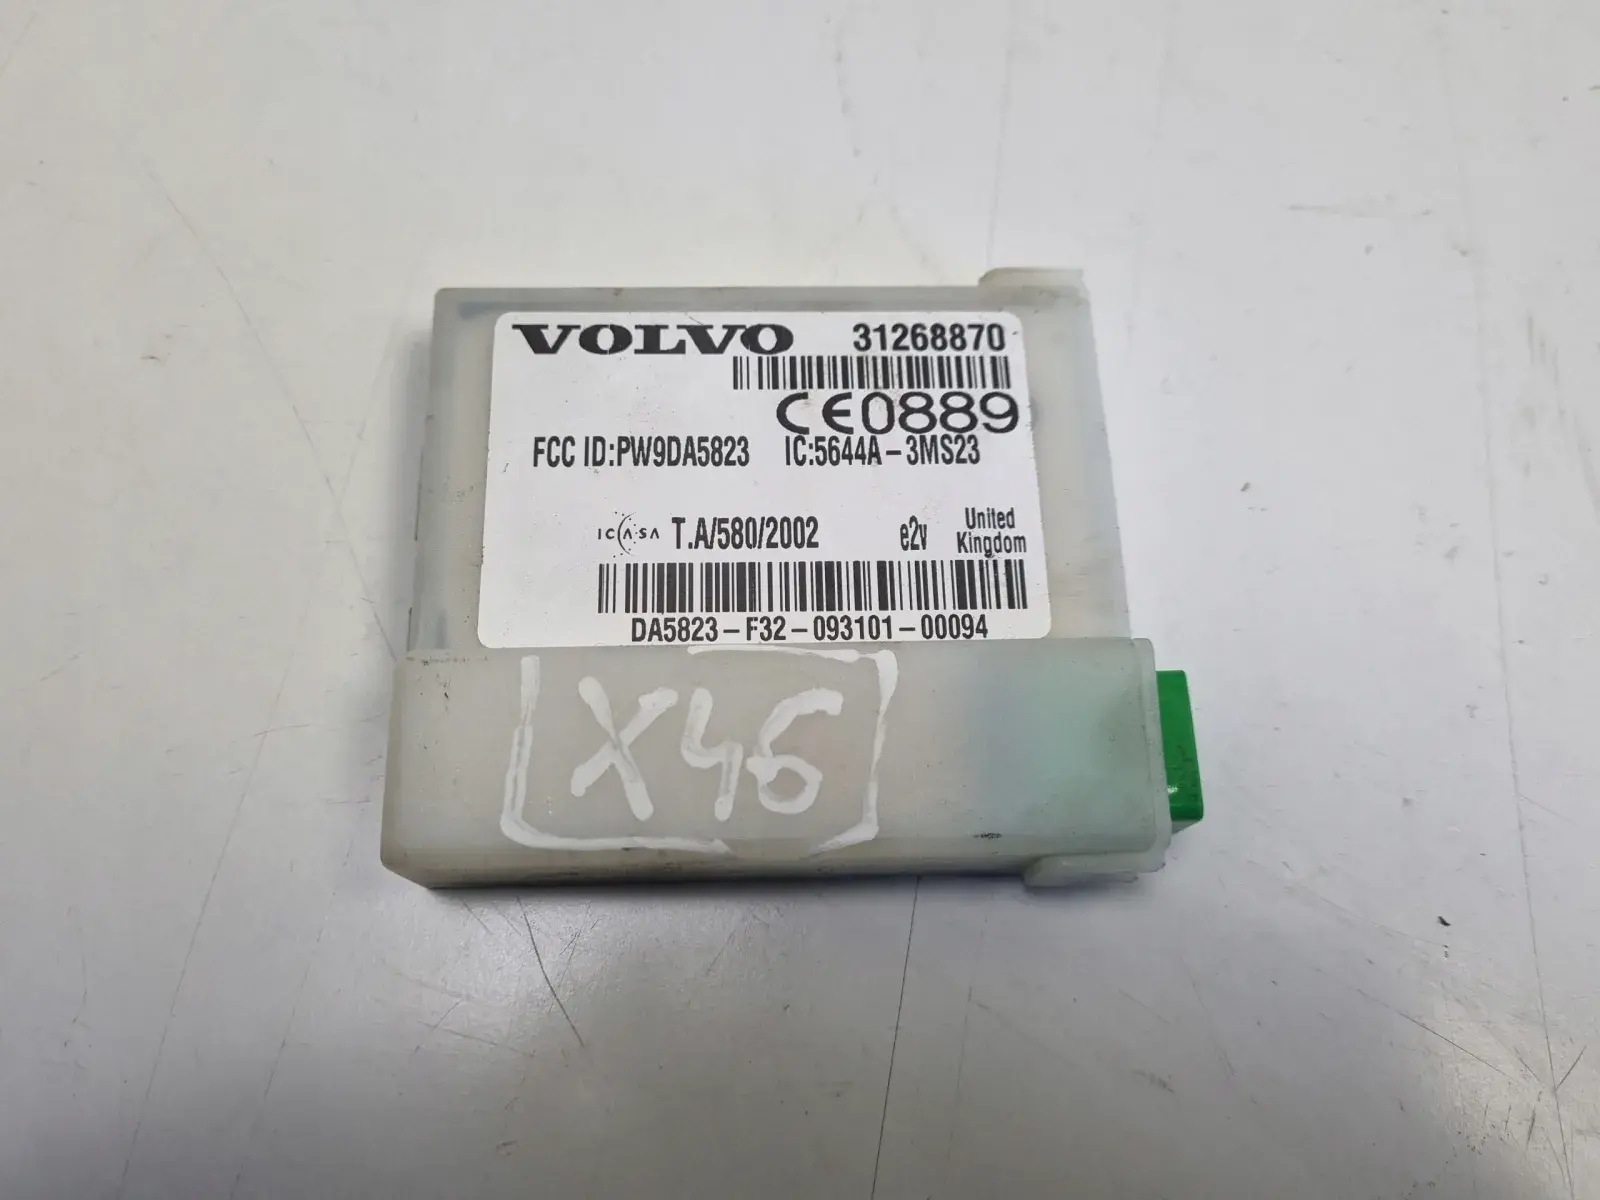 VOLVO 31268870
CE0889
FCC ID:PW9DA5823 IC:5644A-3MS23
ICASA T.A/580/2002 e2v United Kingdom
DA5823-F32-093101-00094
X46